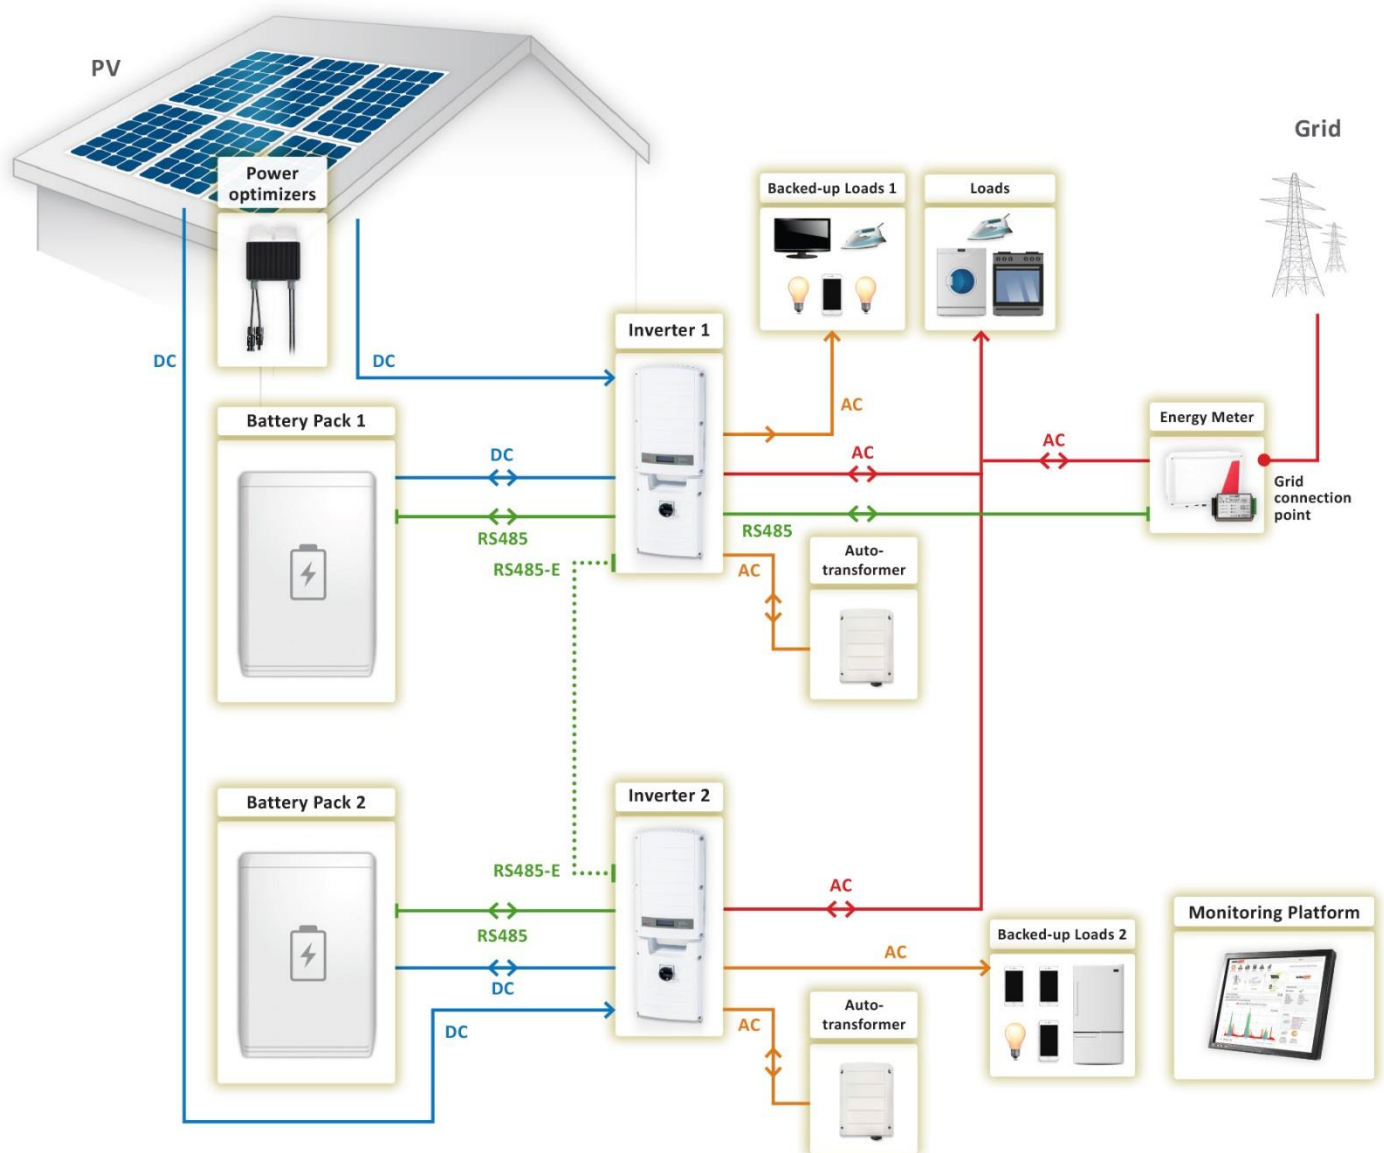 PV
Grid
Power
optimizers
Backed-up Loads 1
Loads
DC
DC
Inverter 1
Battery Pack 1
AC
Energy Meter
DC
AC
AC
Grid
connection
point
RS485
RS485
RS485-E
AC
Auto-
transformer
Battery Pack 2
Inverter 2
RS485-E
AC
RS485
Monitoring Platform
Backed-up Loads 2
AC
DC
DC
AC
Auto-
transformer